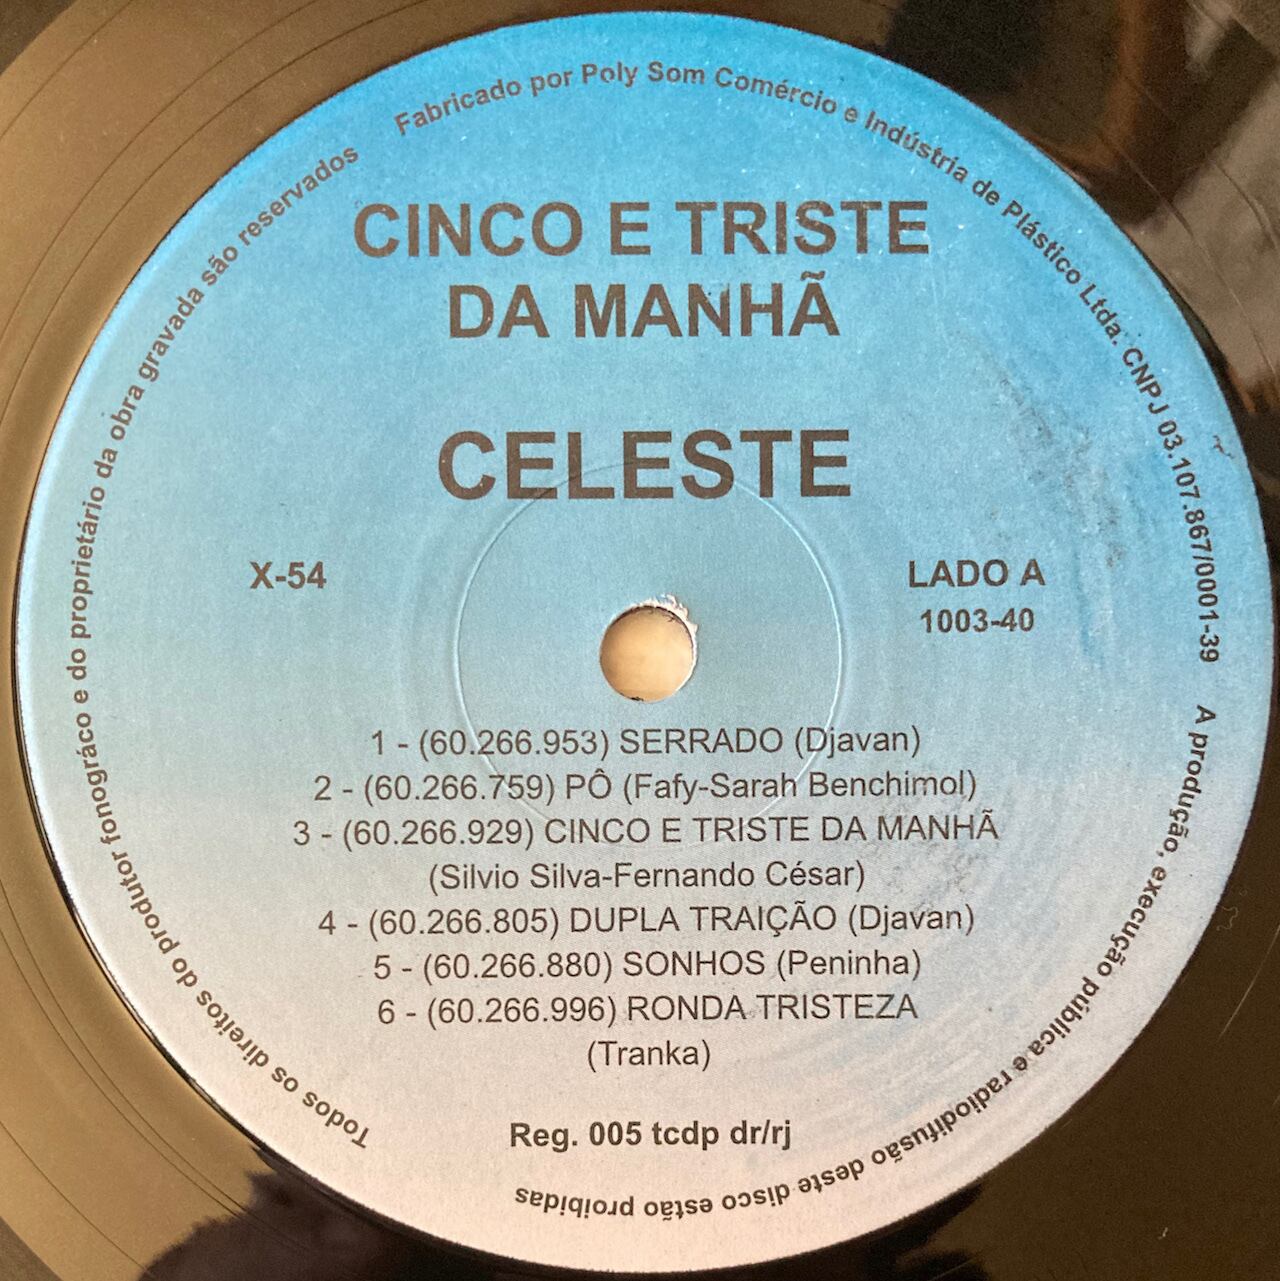 Todos os direitos do produtor fonográco e do proprietário da obra gravada são reservados
Fabricado por Poly Som Comércio e Indústria de Plástico Ltda. CNPJ 03.107.867/0001-39
A produção, execução pública e radiodifusão deste disco estão proibidas
CINCO E TRISTE
DA MANHÃ
CELESTE
X-54
LADO A
1003-40
1 - (60.266.953) SERRADO (Djavan)
2 - (60.266.759) PÔ (Fafy-Sarah Benchimol)
3 - (60.266.929) CINCO E TRISTE DA MANHÃ
(Silvio Silva-Fernando César)
4 - (60.266.805) DUPLA TRAIÇÃO (Djavan)
5 - (60.266.880) SONHOS (Peninha)
6 - (60.266.996) RONDA TRISTEZA
(Tranka)
Reg. 005 tcdp dr/rj